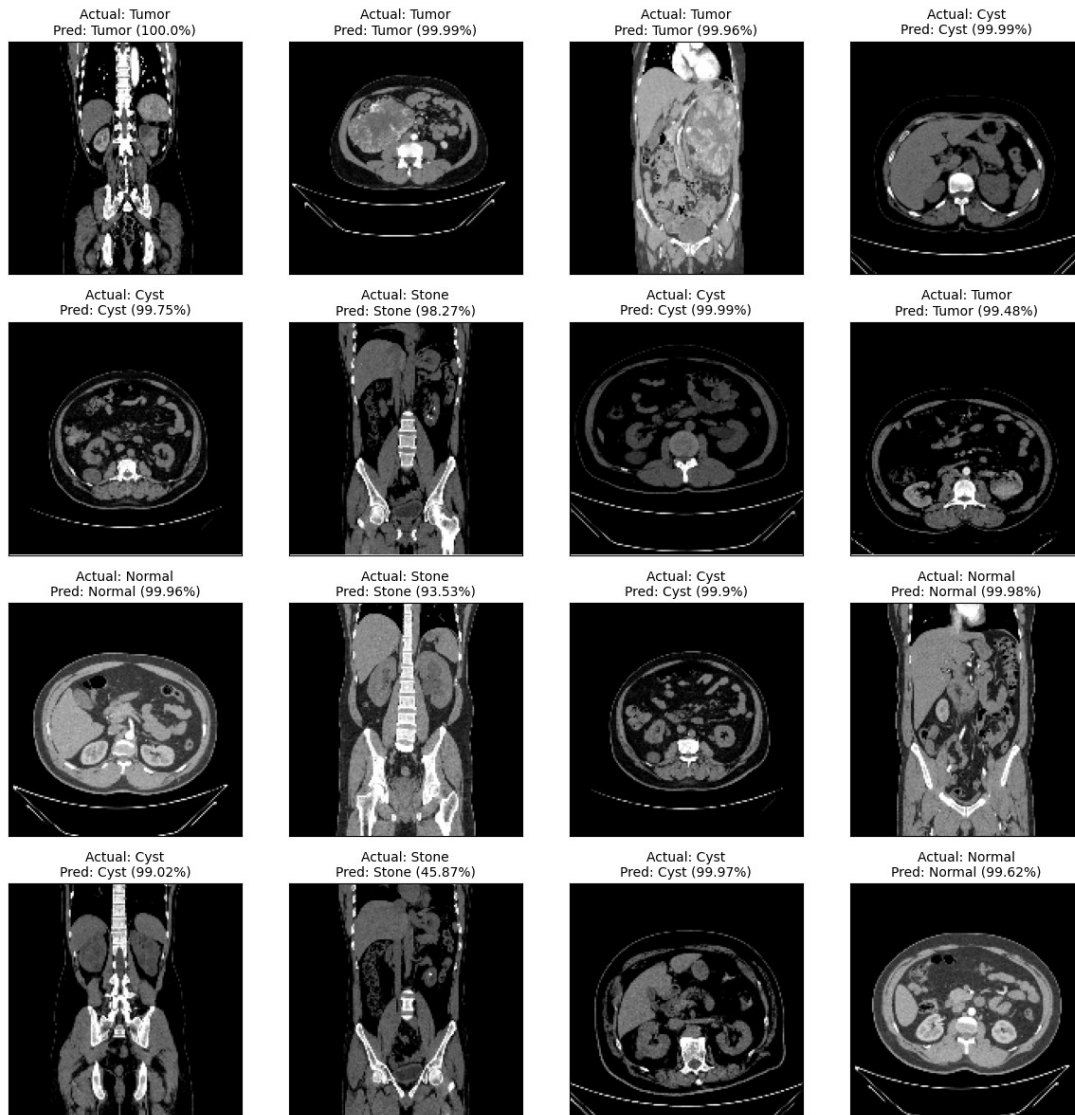 Actual: Tumor
Pred: Tumor (100.0%)
Actual: Tumor
Pred: Tumor (99.99%)
Actual: Tumor
Pred: Tumor (99.96%)
Actual: Cyst
Pred: Cyst (99.99%)
Actual: Cyst
Pred: Cyst (99.75%)
Actual: Stone
Pred: Stone (98.27%)
Actual: Cyst
Pred: Cyst (99.99%)
Actual: Tumor
Pred: Tumor (99.48%)
Actual: Normal
Pred: Normal (99.96%)
Actual: Stone
Pred: Stone (93.53%)
Actual: Cyst
Pred: Cyst (99.9%)
Actual: Normal
Pred: Normal (99.98%)
Actual: Cyst
Pred: Cyst (99.02%)
Actual: Stone
Pred: Stone (45.87%)
Actual: Cyst
Pred: Cyst (99.97%)
Actual: Normal
Pred: Normal (99.62%)